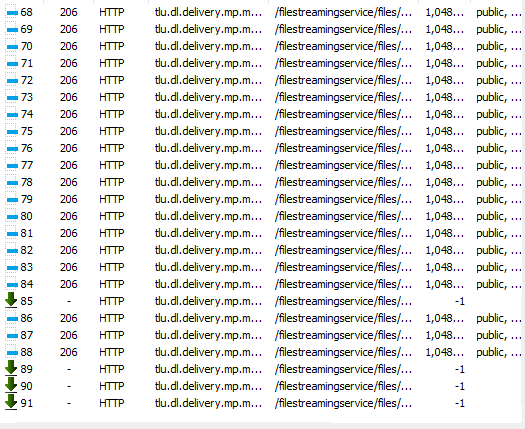 68 206 HTTP tlu.dl.delivery.mp.m... /filestreamingservice/files/... 1,048... public, ...
69 206 HTTP tlu.dl.delivery.mp.m... /filestreamingservice/files/... 1,048... public, ...
70 206 HTTP tlu.dl.delivery.mp.m... /filestreamingservice/files/... 1,048... public, ...
71 206 HTTP tlu.dl.delivery.mp.m... /filestreamingservice/files/... 1,048... public, ...
72 206 HTTP tlu.dl.delivery.mp.m... /filestreamingservice/files/... 1,048... public, ...
73 206 HTTP tlu.dl.delivery.mp.m... /filestreamingservice/files/... 1,048... public, ...
74 206 HTTP tlu.dl.delivery.mp.m... /filestreamingservice/files/... 1,048... public, ...
75 206 HTTP tlu.dl.delivery.mp.m... /filestreamingservice/files/... 1,048... public, ...
76 206 HTTP tlu.dl.delivery.mp.m... /filestreamingservice/files/... 1,048... public, ...
77 206 HTTP tlu.dl.delivery.mp.m... /filestreamingservice/files/... 1,048... public, ...
78 206 HTTP tlu.dl.delivery.mp.m... /filestreamingservice/files/... 1,048... public, ...
79 206 HTTP tlu.dl.delivery.mp.m... /filestreamingservice/files/... 1,048... public, ...
80 206 HTTP tlu.dl.delivery.mp.m... /filestreamingservice/files/... 1,048... public, ...
81 206 HTTP tlu.dl.delivery.mp.m... /filestreamingservice/files/... 1,048... public, ...
82 206 HTTP tlu.dl.delivery.mp.m... /filestreamingservice/files/... 1,048... public, ...
83 206 HTTP tlu.dl.delivery.mp.m... /filestreamingservice/files/... 1,048... public, ...
84 206 HTTP tlu.dl.delivery.mp.m... /filestreamingservice/files/... 1,048... public, ...
85 - HTTP tlu.dl.delivery.mp.m... /filestreamingservice/files/... -1
86 206 HTTP tlu.dl.delivery.mp.m... /filestreamingservice/files/... 1,048... public, ...
87 206 HTTP tlu.dl.delivery.mp.m... /filestreamingservice/files/... 1,048... public, ...
88 206 HTTP tlu.dl.delivery.mp.m... /filestreamingservice/files/... 1,048... public, ...
89 - HTTP tlu.dl.delivery.mp.m... /filestreamingservice/files/... -1
90 - HTTP tlu.dl.delivery.mp.m... /filestreamingservice/files/... -1
91 - HTTP tlu.dl.delivery.mp.m... /filestreamingservice/files/... -1